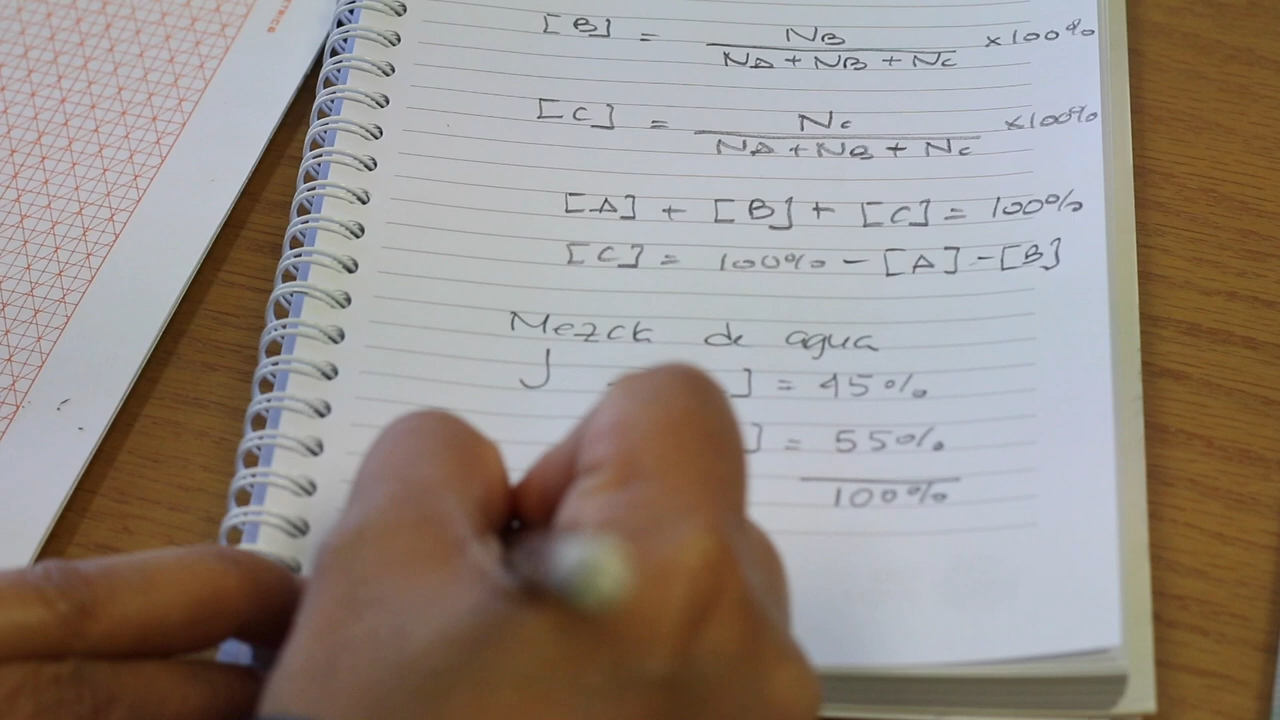 [B] = NB / NA + NB + NC x100%
[C] = NC / NA + NB + NC x100%
[A] + [B] + [C] = 100%
[C] = 100% - [A] - [B]
Mezcla de agua
] = 45%
] = 55%
100%